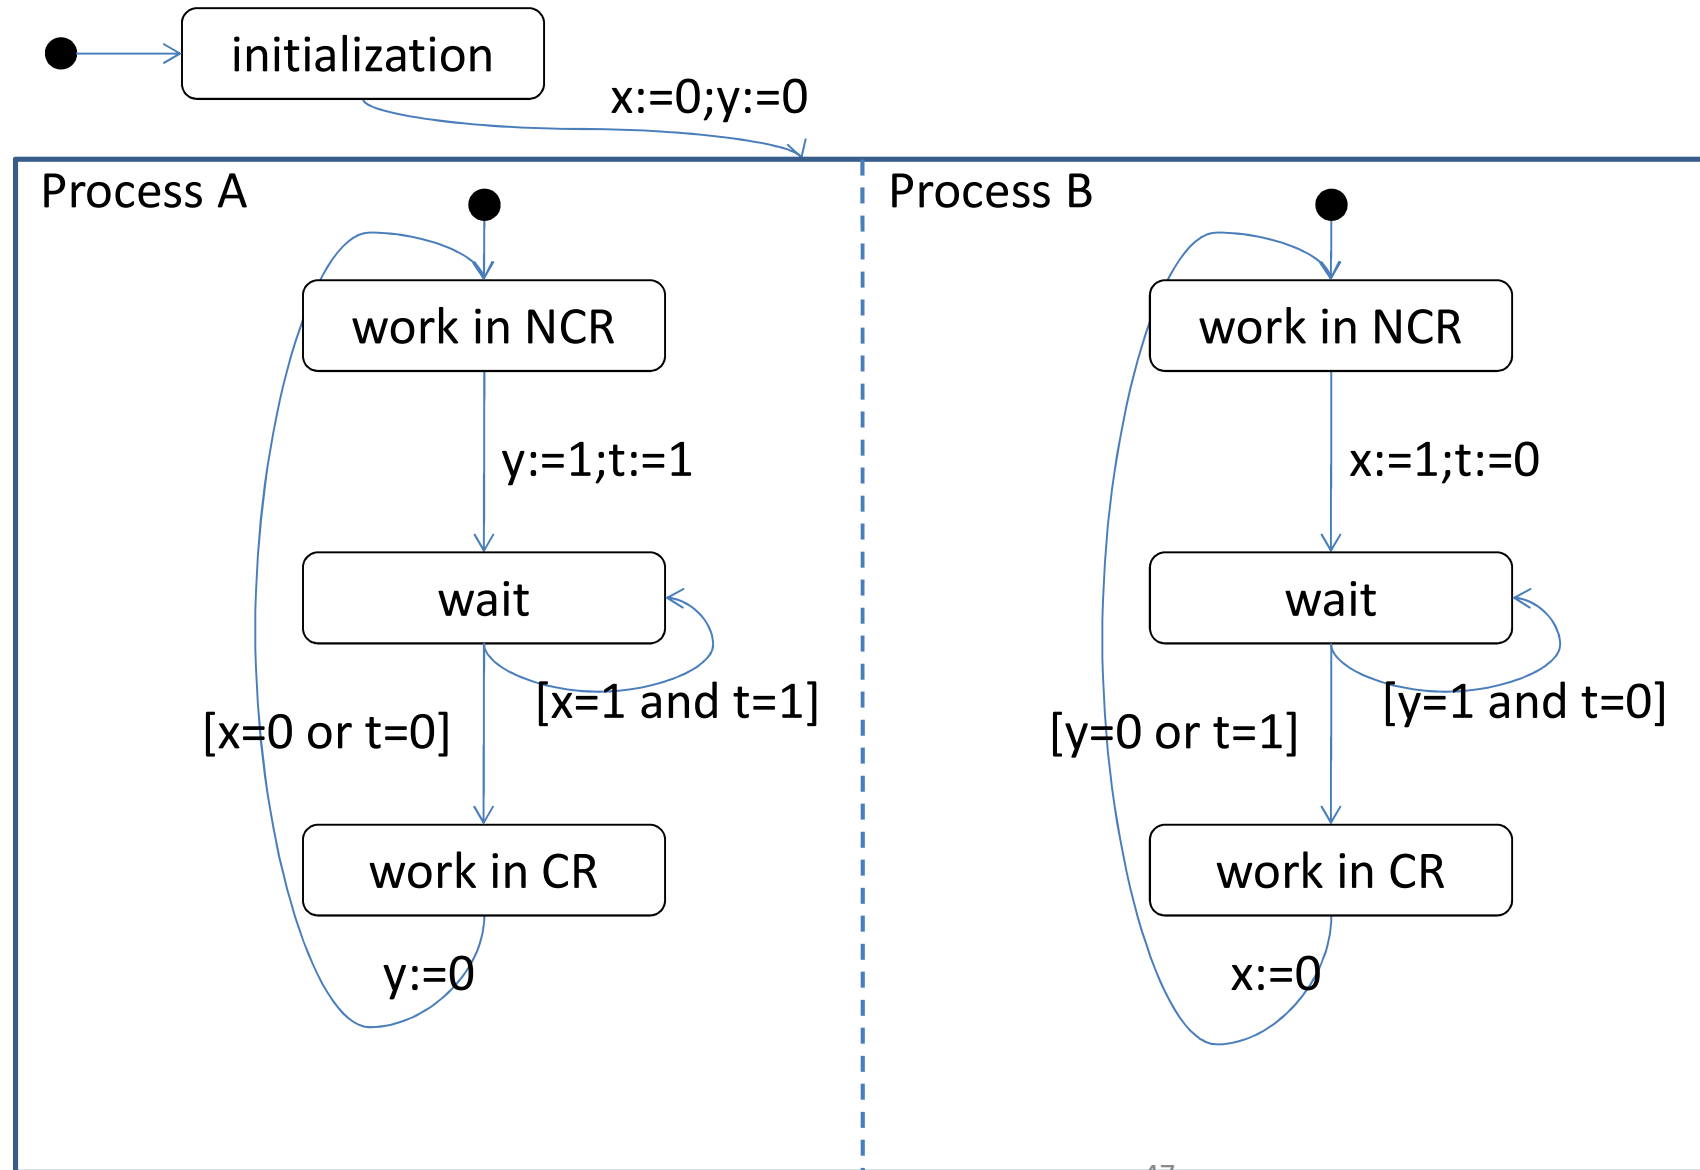 initialization
x:=0;y:=0
Process A
work in NCR
y:=1;t:=1
wait
[x=1 and t=1]
[x=0 or t=0]
work in CR
y:=0
Process B
work in NCR
x:=1;t:=0
wait
[y=1 and t=0]
[y=0 or t=1]
work in CR
x:=0